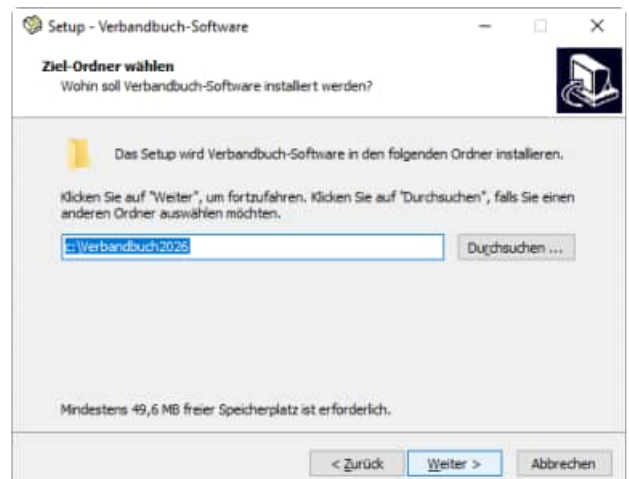 Setup - Verbandbuch-Software
Ziel-Ordner wählen
Wohin soll Verbandbuch-Software installiert werden?
Das Setup wird Verbandbuch-Software in den folgenden Ordner installieren.
Klicken Sie auf "Weiter", um fortzufahren. Klicken Sie auf "Durchsuchen", falls Sie einen
anderen Ordner auswählen möchten.
c:\Verbandbuch2026
Durchsuchen ...
Mindestens 49,6 MB freier Speicherplatz ist erforderlich.
< Zurück
Weiter >
Abbrechen